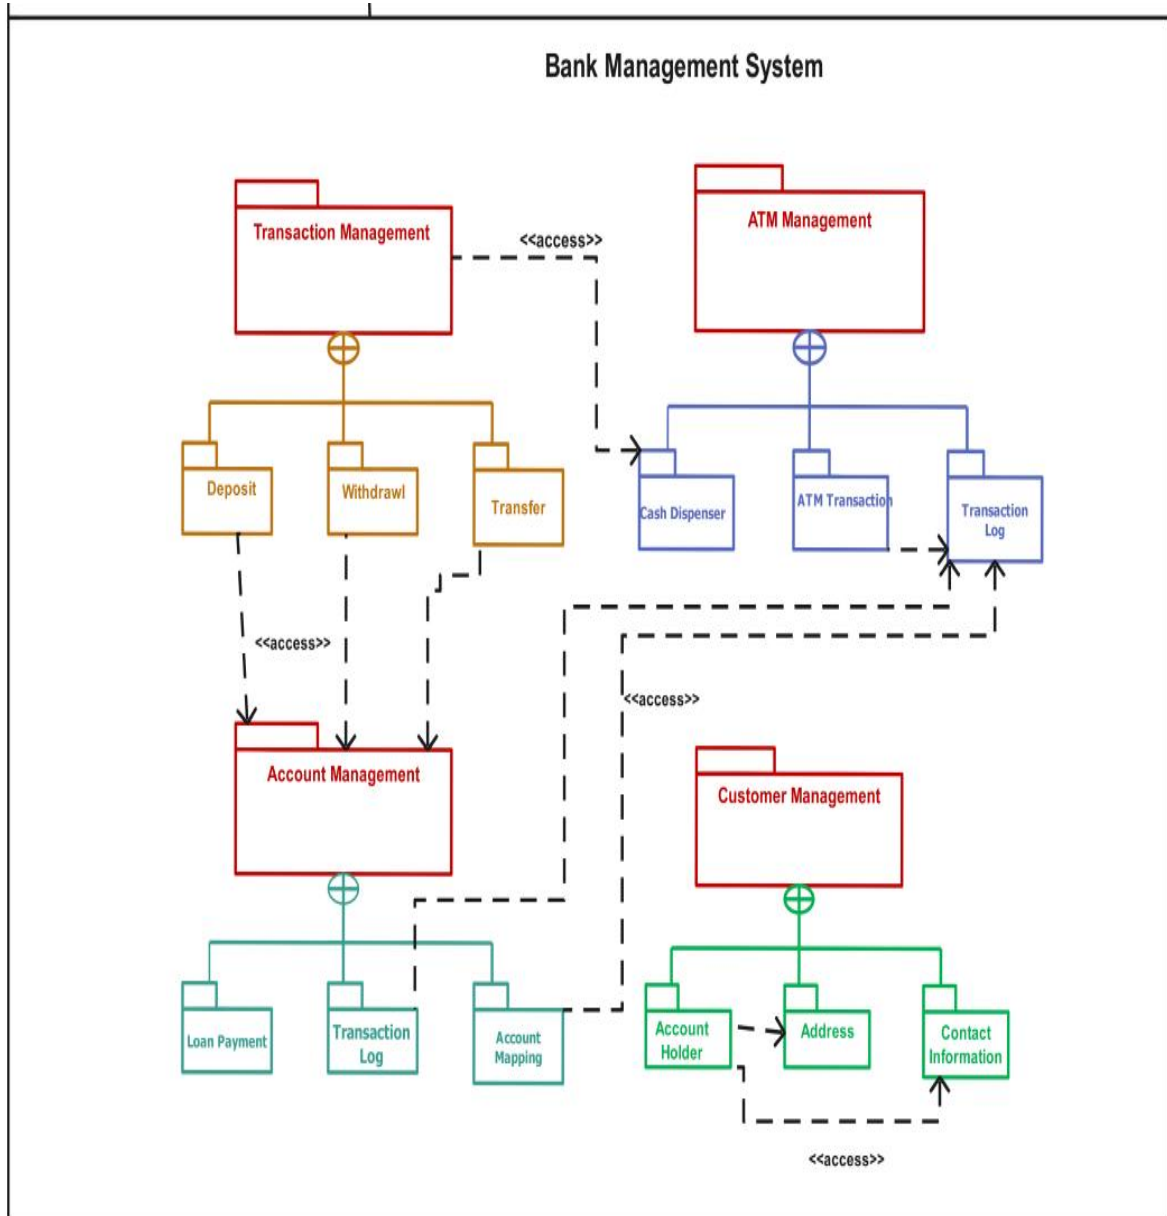 Bank Management System
Transaction Management
<<access>>
ATM Management
Deposit
Withdrawl
Transfer
Cash Dispenser
ATM Transaction
Transaction
Log
<<access>>
<<access>>
Account Management
Customer Management
Loan Payment
Transaction
Log
Account
Mapping
Account
Holder
Address
Contact
Information
<<access>>